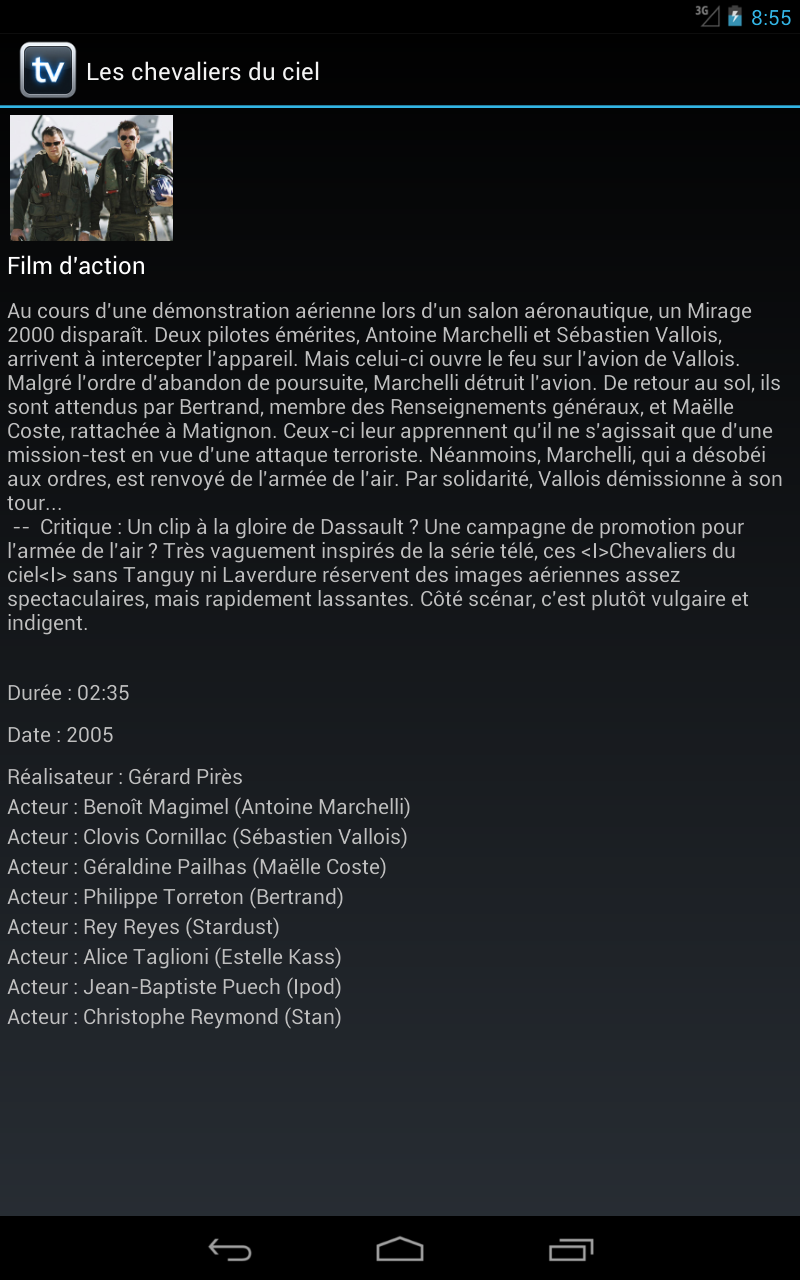 3G
8:55
tv
Les chevaliers du ciel
Film d'action
Au cours d'une démonstration aérienne lors d'un salon aéronautique, un Mirage
2000 disparaît. Deux pilotes émérites, Antoine Marchelli et Sébastien Vallois,
arrivent à intercepter l'appareil. Mais celui-ci ouvre le feu sur l'avion de Vallois.
Malgré l'ordre d'abandon de poursuite, Marchelli détruit l'avion. De retour au sol, ils
sont attendus par Bertrand, membre des Renseignements généraux, et Maëlle
Coste, rattachée à Matignon. Ceux-ci leur apprennent qu'il ne s'agissait que d'une
mission-test en vue d'une attaque terroriste. Néanmoins, Marchelli, qui a désobéi
aux ordres, est renvoyé de l'armée de l'air. Par solidarité, Vallois démissionne à son
tour...
-- Critique : Un clip à la gloire de Dassault ? Une campagne de promotion pour
l'armée de l'air ? Très vaguement inspirés de la série télé, ces <I>Chevaliers du
ciel<I> sans Tanguy ni Laverdure réservent des images aériennes assez
spectaculaires, mais rapidement lassantes. Côté scénar, c'est plutôt vulgaire et
indigent.
Durée : 02:35
Date : 2005
Réalisateur : Gérard Pirès
Acteur : Benoît Magimel (Antoine Marchelli)
Acteur : Clovis Cornillac (Sébastien Vallois)
Acteur : Géraldine Pailhas (Maëlle Coste)
Acteur : Philippe Torreton (Bertrand)
Acteur : Rey Reyes (Stardust)
Acteur : Alice Taglioni (Estelle Kass)
Acteur : Jean-Baptiste Puech (Ipod)
Acteur : Christophe Reymond (Stan)